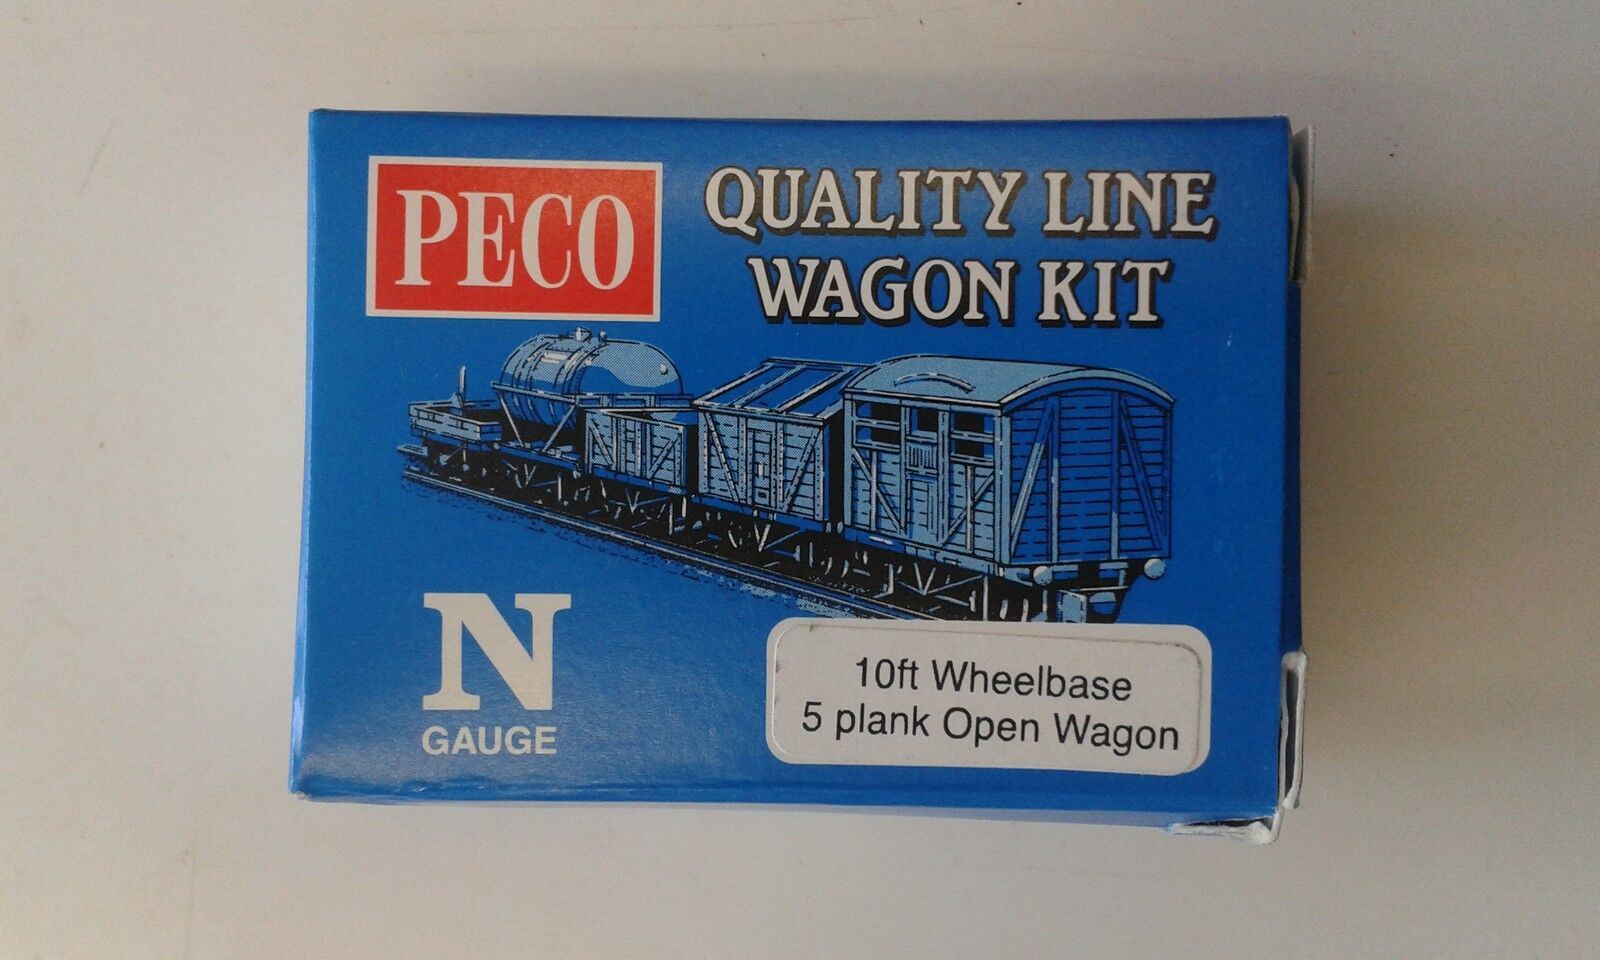 PECO
QUALITY LINE
WAGON KIT
N
GAUGE
10ft Wheelbase
5 plank Open Wagon